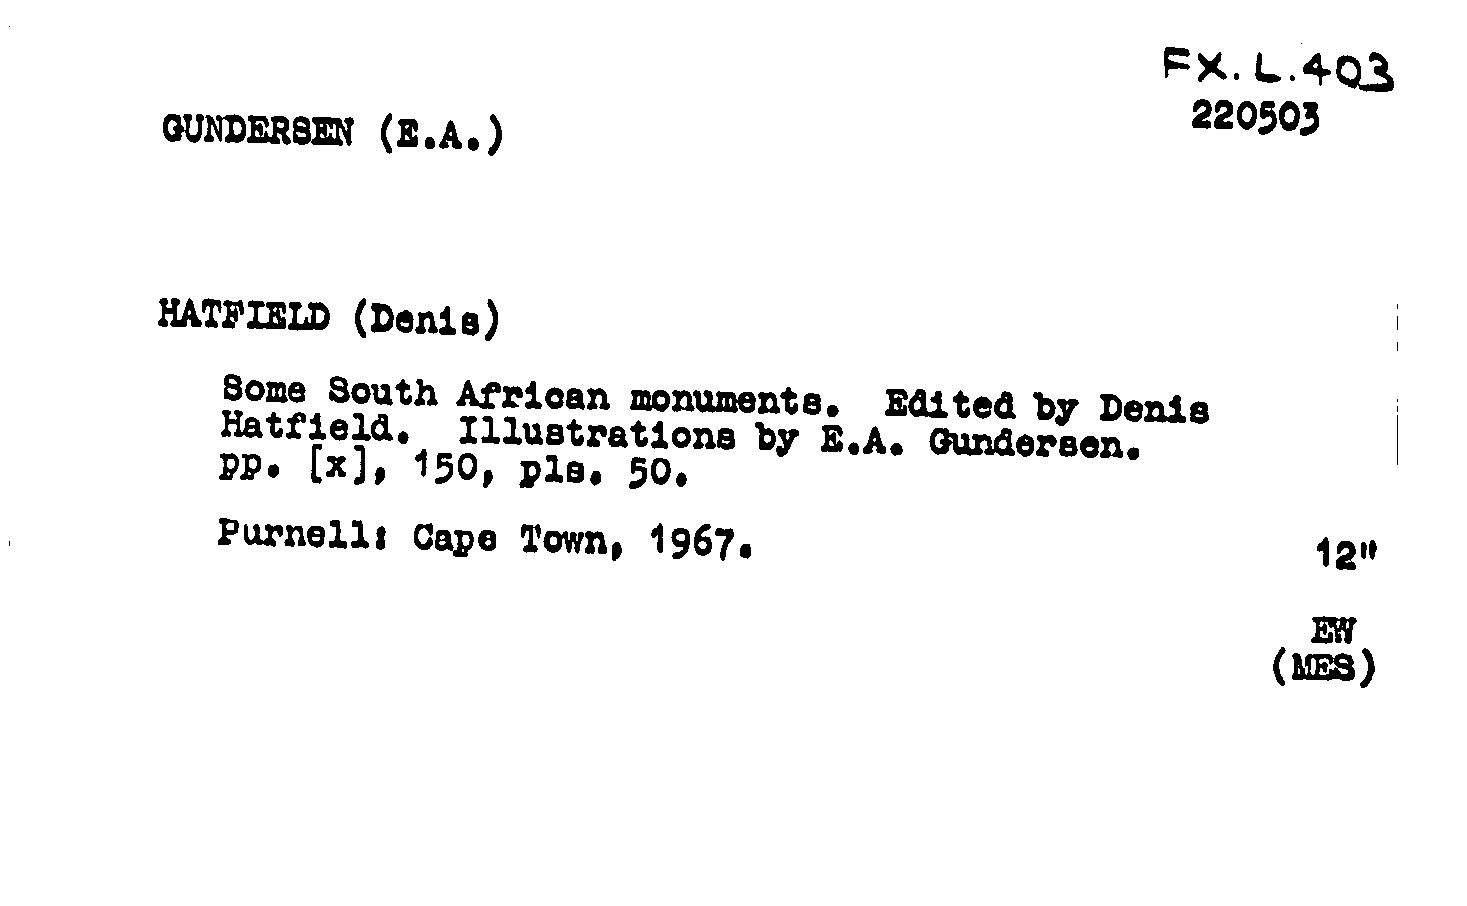 FX.L.403
220503
GUNDERSEN (E.A.)
HATFIELD (Denis)
Some South African monuments. Edited by Denis
Hatfield. Illustrations by E.A. Gundersen.
pp. [x], 150, pls. 50.
Purnell: Cape Town, 1967.
12"
EW
(MES)